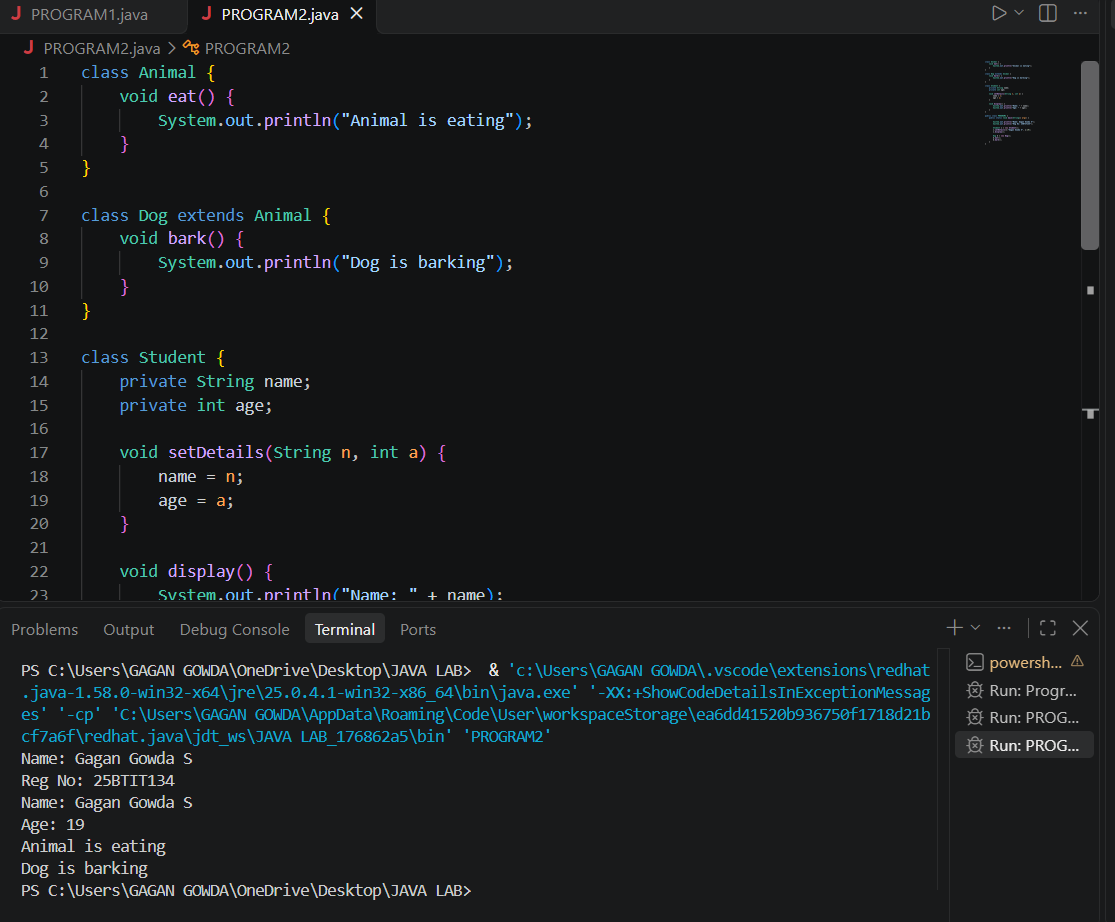 PROGRAM1.java
PROGRAM2.java
PROGRAM2.java > PROGRAM2
1 class Animal {
2     void eat() {
3         System.out.println("Animal is eating");
4     }
5 }
6
7 class Dog extends Animal {
8     void bark() {
9         System.out.println("Dog is barking");
10     }
11 }
12
13 class Student {
14     private String name;
15     private int age;
16
17     void setDetails(String n, int a) {
18         name = n;
19         age = a;
20     }
21
22     void display() {
23         System.out.println("Name: " + name);
Problems Output Debug Console Terminal Ports
PS C:\Users\GAGAN GOWDA\OneDrive\Desktop\JAVA LAB>  & 'c:\Users\GAGAN GOWDA\.vscode\extensions\redhat
.java-1.58.0-win32-x64\jre\25.0.4.1-win32-x86_64\bin\java.exe' '-XX:+ShowCodeDetailsInExceptionMessag
es' '-cp' 'C:\Users\GAGAN GOWDA\AppData\Roaming\Code\User\workspaceStorage\ea6dd41520b936750f1718d21b
cf7a6f\redhat.java\jdt_ws\JAVA LAB_176862a5\bin' 'PROGRAM2'
Name: Gagan Gowda S
Reg No: 25BTIT134
Name: Gagan Gowda S
Age: 19
Animal is eating
Dog is barking
PS C:\Users\GAGAN GOWDA\OneDrive\Desktop\JAVA LAB>
powersh...
Run: Progr...
Run: PROG...
Run: PROG...